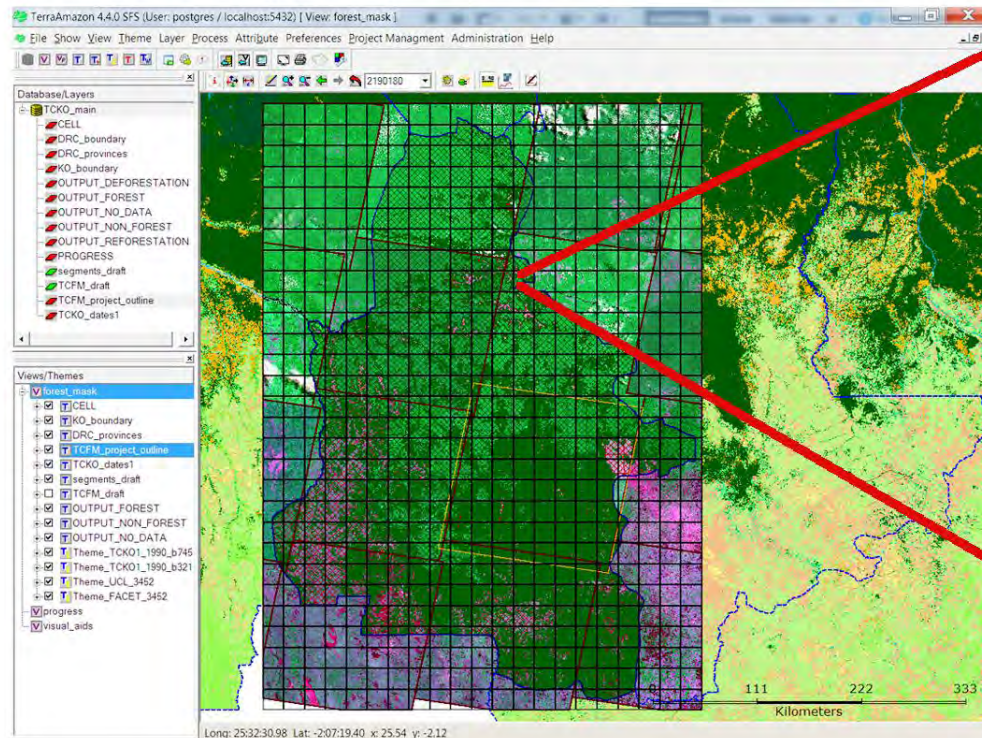 TerraAmazon 4.4.0 SFS (User: postgres / localhost:5432) [ View: forest_mask ]
File Show View Theme Layer Process Attribute Preferences Project Managment Administration Help
2190180
Database/Layers
TCKO_main
CELL
DRC_boundary
DRC_provinces
KO_boundary
OUTPUT_DEFORESTATION
OUTPUT_FOREST
OUTPUT_NO_DATA
OUTPUT_NON_FOREST
OUTPUT_REFORESTATION
PROGRESS
segments_draft
TCFM_draft
TCFM_project_outline
TCKO_dates1
Views/Themes
forest_mask
CELL
KO_boundary
DRC_provinces
TCFM_project_outline
TCKO_dates1
segments_draft
TCFM_draft
OUTPUT_FOREST
OUTPUT_NON_FOREST
OUTPUT_NO_DATA
Theme_TCKO1_1990_b745
Theme_TCKO1_1990_b321
Theme_UCL_3452
Theme_FACET_3452
progress
visual_aids
0 111 222 333
Kilometers
Long: 25:32:30.98 Lat: -2:07:19.40 x: 25.54 y: -2.12